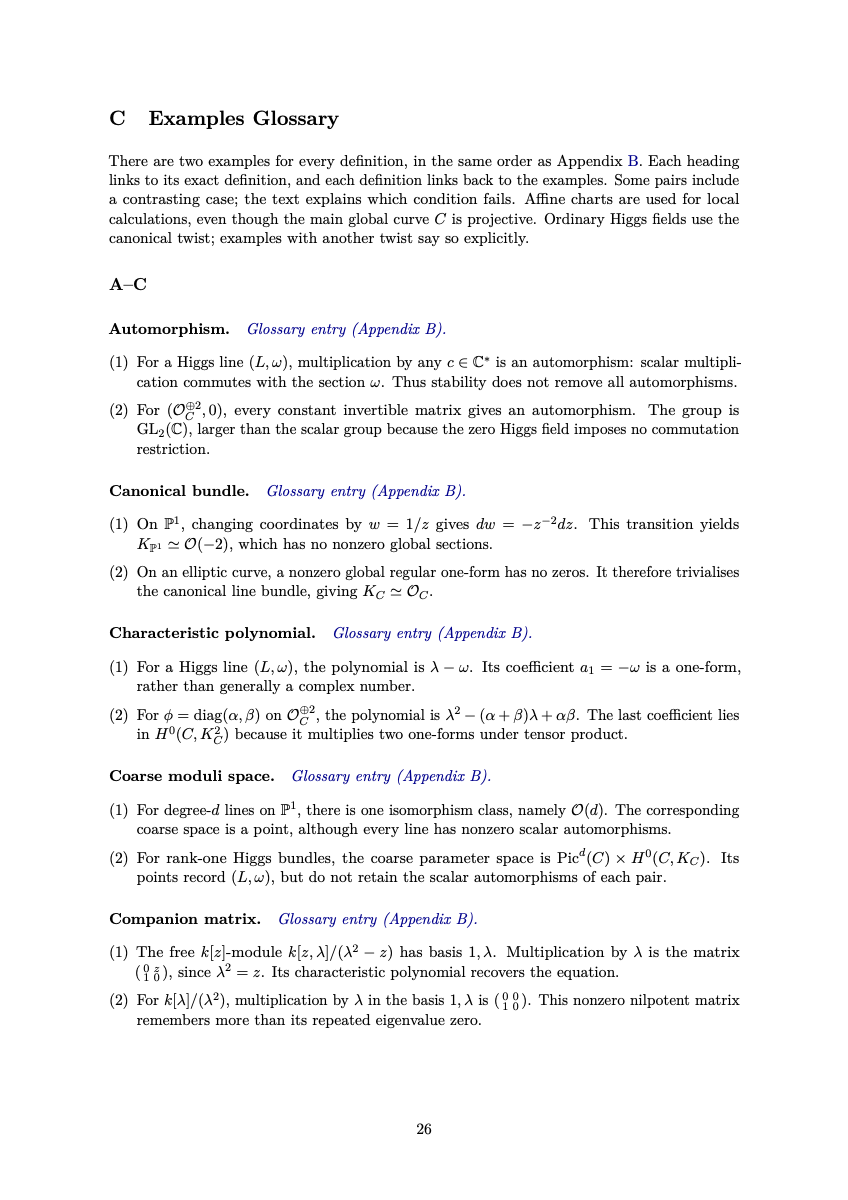 C Examples Glossary
There are two examples for every definition, in the same order as Appendix B. Each heading
links to its exact definition, and each definition links back to the examples. Some pairs include
a contrasting case; the text explains which condition fails. Affine charts are used for local
calculations, even though the main global curve C is projective. Ordinary Higgs fields use the
canonical twist; examples with another twist say so explicitly.
A–C
Automorphism. Glossary entry (Appendix B).
(1) For a Higgs line (L, ω), multiplication by any c ∈ ℂ* is an automorphism: scalar multipli-
cation commutes with the section ω. Thus stability does not remove all automorphisms.
(2) For (𝒪_C^{⊕2}, 0), every constant invertible matrix gives an automorphism. The group is
GL₂(ℂ), larger than the scalar group because the zero Higgs field imposes no commutation
restriction.
Canonical bundle. Glossary entry (Appendix B).
(1) On ℙ¹, changing coordinates by w = 1/z gives dw = −z⁻²dz. This transition yields
K_{ℙ¹} ≃ 𝒪(−2), which has no nonzero global sections.
(2) On an elliptic curve, a nonzero global regular one-form has no zeros. It therefore trivialises
the canonical line bundle, giving K_C ≃ 𝒪_C.
Characteristic polynomial. Glossary entry (Appendix B).
(1) For a Higgs line (L, ω), the polynomial is λ − ω. Its coefficient a₁ = −ω is a one-form,
rather than generally a complex number.
(2) For ϕ = diag(α, β) on 𝒪_C^{⊕2}, the polynomial is λ² − (α + β)λ + αβ. The last coefficient lies
in H⁰(C, K_C²) because it multiplies two one-forms under tensor product.
Coarse moduli space. Glossary entry (Appendix B).
(1) For degree-d lines on ℙ¹, there is one isomorphism class, namely 𝒪(d). The corresponding
coarse space is a point, although every line has nonzero scalar automorphisms.
(2) For rank-one Higgs bundles, the coarse parameter space is Pic^d(C) × H⁰(C, K_C). Its
points record (L, ω), but do not retain the scalar automorphisms of each pair.
Companion matrix. Glossary entry (Appendix B).
(1) The free k[z]-module k[z, λ]/(λ² − z) has basis 1, λ. Multiplication by λ is the matrix
(0 z; 1 0), since λ² = z. Its characteristic polynomial recovers the equation.
(2) For k[λ]/(λ²), multiplication by λ in the basis 1, λ is (0 0; 1 0). This nonzero nilpotent matrix
remembers more than its repeated eigenvalue zero.
26